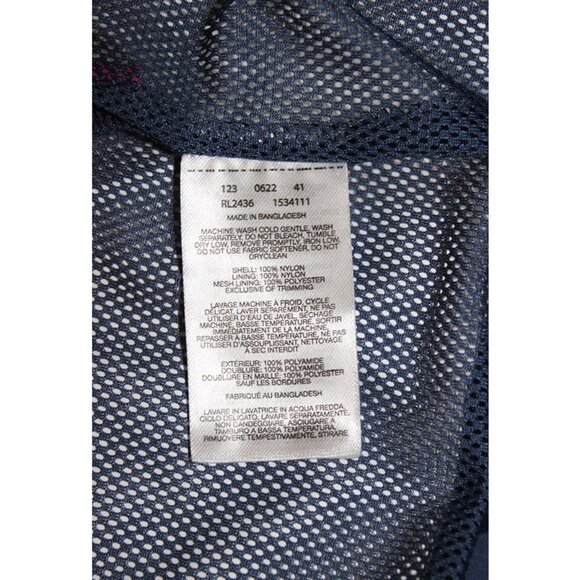 123 0622 41
RL2436 1534111
MADE IN BANGLADESH
MACHINE WASH COLD GENTLE, WASH
SEPARATELY, DO NOT BLEACH, TUMBLE
DRY LOW, REMOVE PROMPTLY, IRON LOW,
DO NOT USE FABRIC SOFTENER, DO NOT
DRYCLEAN
SHELL: 100% NYLON
LINING: 100% NYLON
MESH LINING: 100% POLYESTER
EXCLUSIVE OF TRIMMING
LAVAGE MACHINE À FROID, CYCLE
DÉLICAT, LAVER SÉPARÉMENT, NE PAS
UTILISER D'EAU DE JAVEL, SÉCHAGE
MACHINE, BASSE TEMPÉRATURE, SORTIR
IMMÉDIATEMENT DE LA MACHINE,
REPASSER À BASSE TEMPÉRATURE, NE PAS
UTILISER D'ADOUCISSANT, NETTOYAGE
À SEC INTERDIT
EXTÉRIEUR: 100% POLYAMIDE
DOUBLURE: 100% POLYAMIDE
DOUBLURE EN MAILLE: 100% POLYESTER
SAUF LES BORDURES
FABRIQUÉ AU BANGLADESH
LAVARE IN LAVATRICE IN ACQUA FREDDA,
CICLO DELICATO, LAVARE SEPARATAMENTE,
NON CANDEGGIARE, ASCIUGARE A
TAMBURO A BASSA TEMPERATURA,
RIMUOVERE TEMPESTIVAMENTE, STIRARE